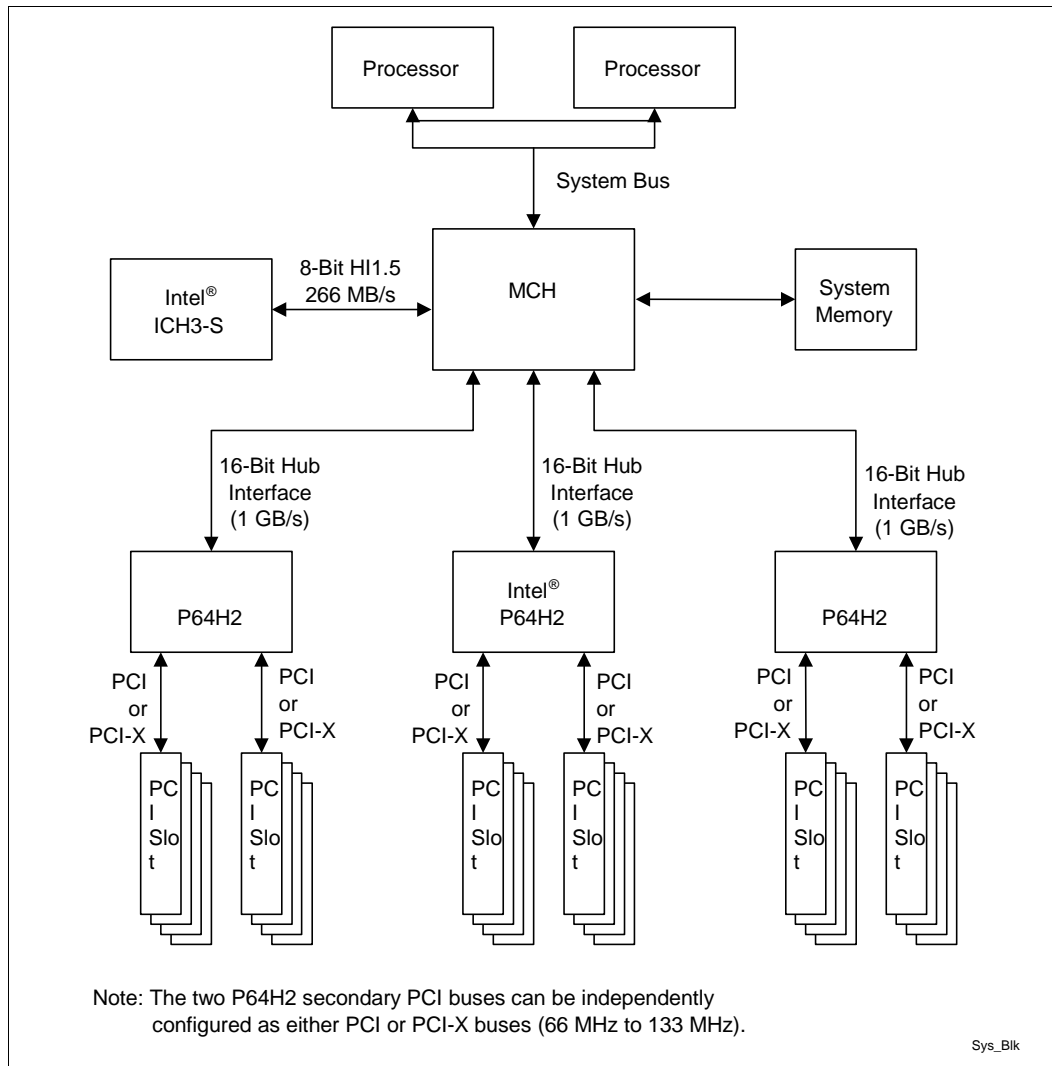 Processor
Processor
System Bus
8-Bit HI1.5
266 MB/s
Intel®
ICH3-S
MCH
System
Memory
16-Bit Hub
Interface
(1 GB/s)
16-Bit Hub
Interface
(1 GB/s)
16-Bit Hub
Interface
(1 GB/s)
P64H2
Intel®
P64H2
P64H2
PCI
or
PCI-X
PCI
or
PCI-X
PCI
or
PCI-X
PCI
or
PCI-X
PCI
or
PCI-X
PCI
or
PCI-X
PC
I
Slo
t
PC
I
Slo
t
PC
I
Slo
t
PC
I
Slo
t
PC
I
Slo
t
PC
I
Slo
t
Note: The two P64H2 secondary PCI buses can be independently
configured as either PCI or PCI-X buses (66 MHz to 133 MHz).
Sys_Blk